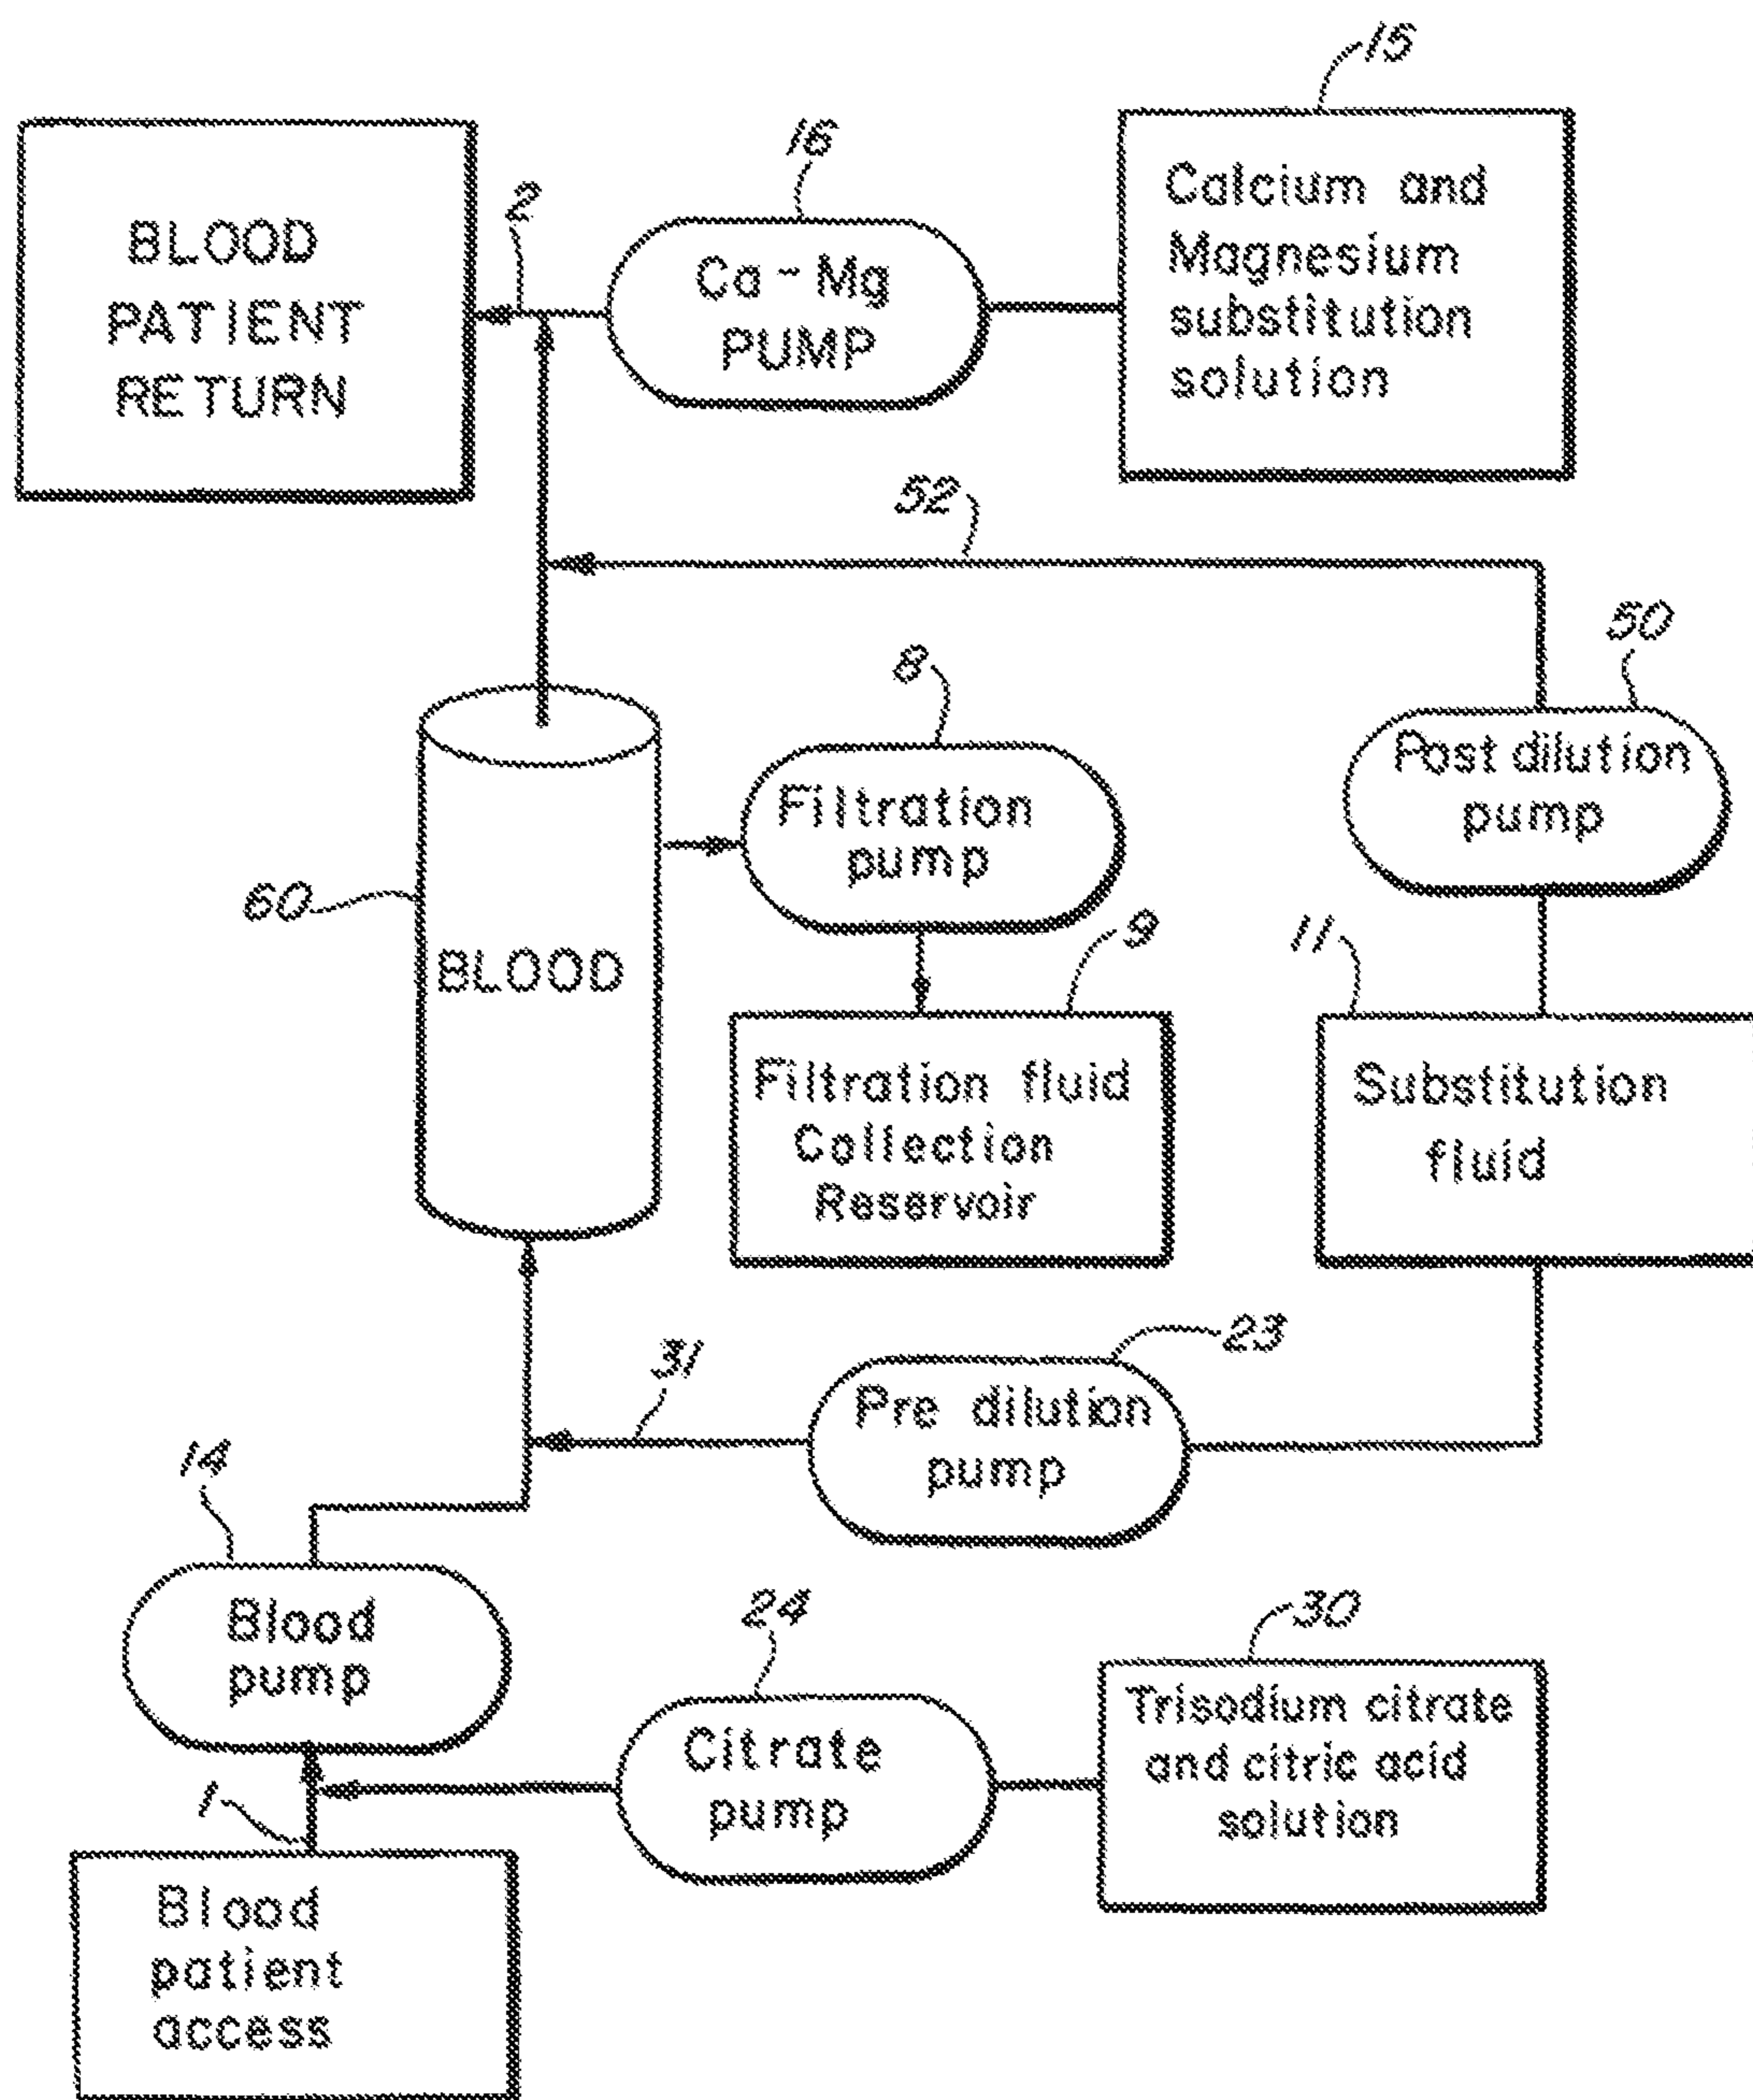 15
16
2
BLOOD
PATIENT
RETURN
Ca-Mg
PUMP
Calcium and
Magnesium
substitution
solution
52
50
8
Post dilution
pump
Filtration
pump
60
BLOOD
9
11
Filtration fluid
Collection
Reservoir
Substitution
fluid
23
31
Pre dilution
pump
14
Blood
pump
24
30
Citrate
pump
Trisodium citrate
and citric acid
solution
1
Blood
patient
access